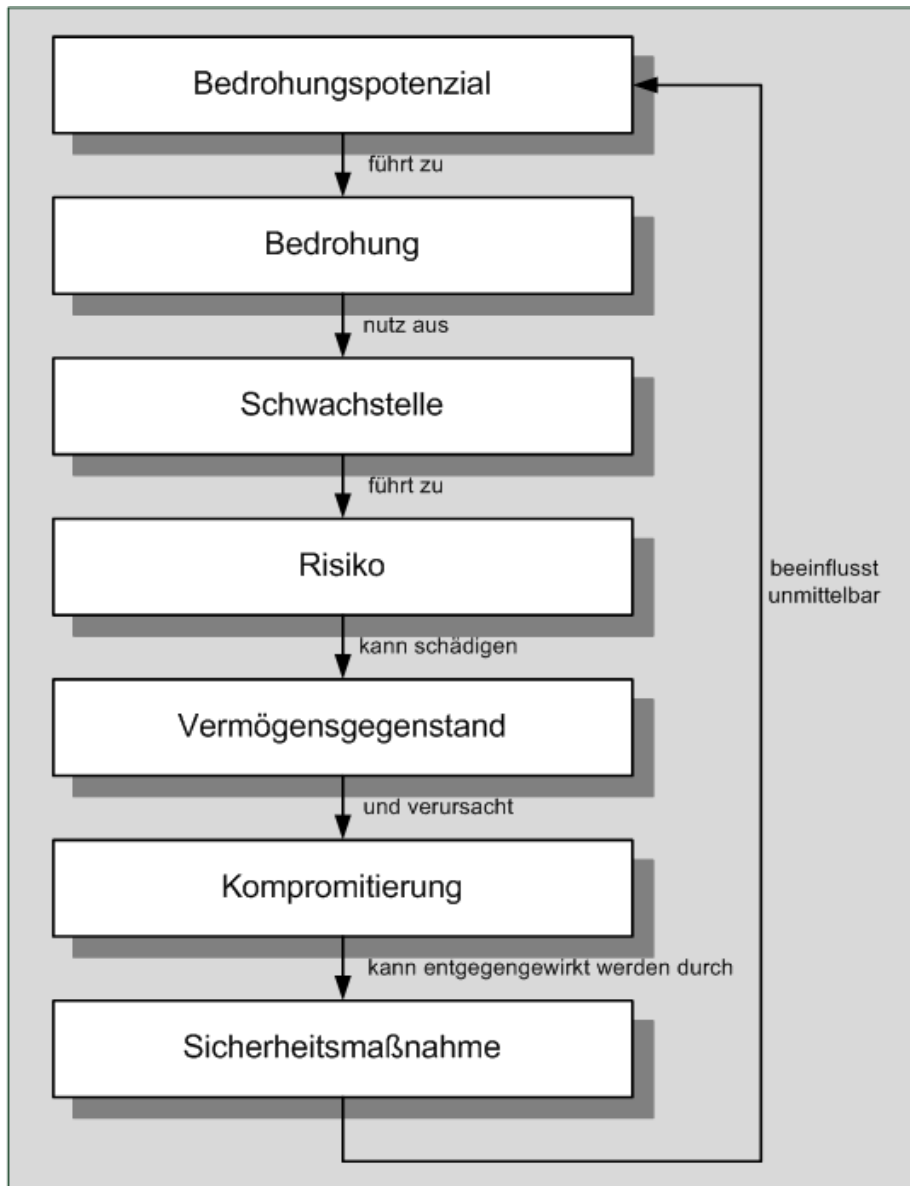 Bedrohungspotenzial
führt zu
Bedrohung
nutz aus
Schwachstelle
führt zu
Risiko
kann schädigen
Vermögensgegenstand
und verursacht
Kompromitierung
kann entgegengewirkt werden durch
Sicherheitsmaßnahme
beeinflusst
unmittelbar